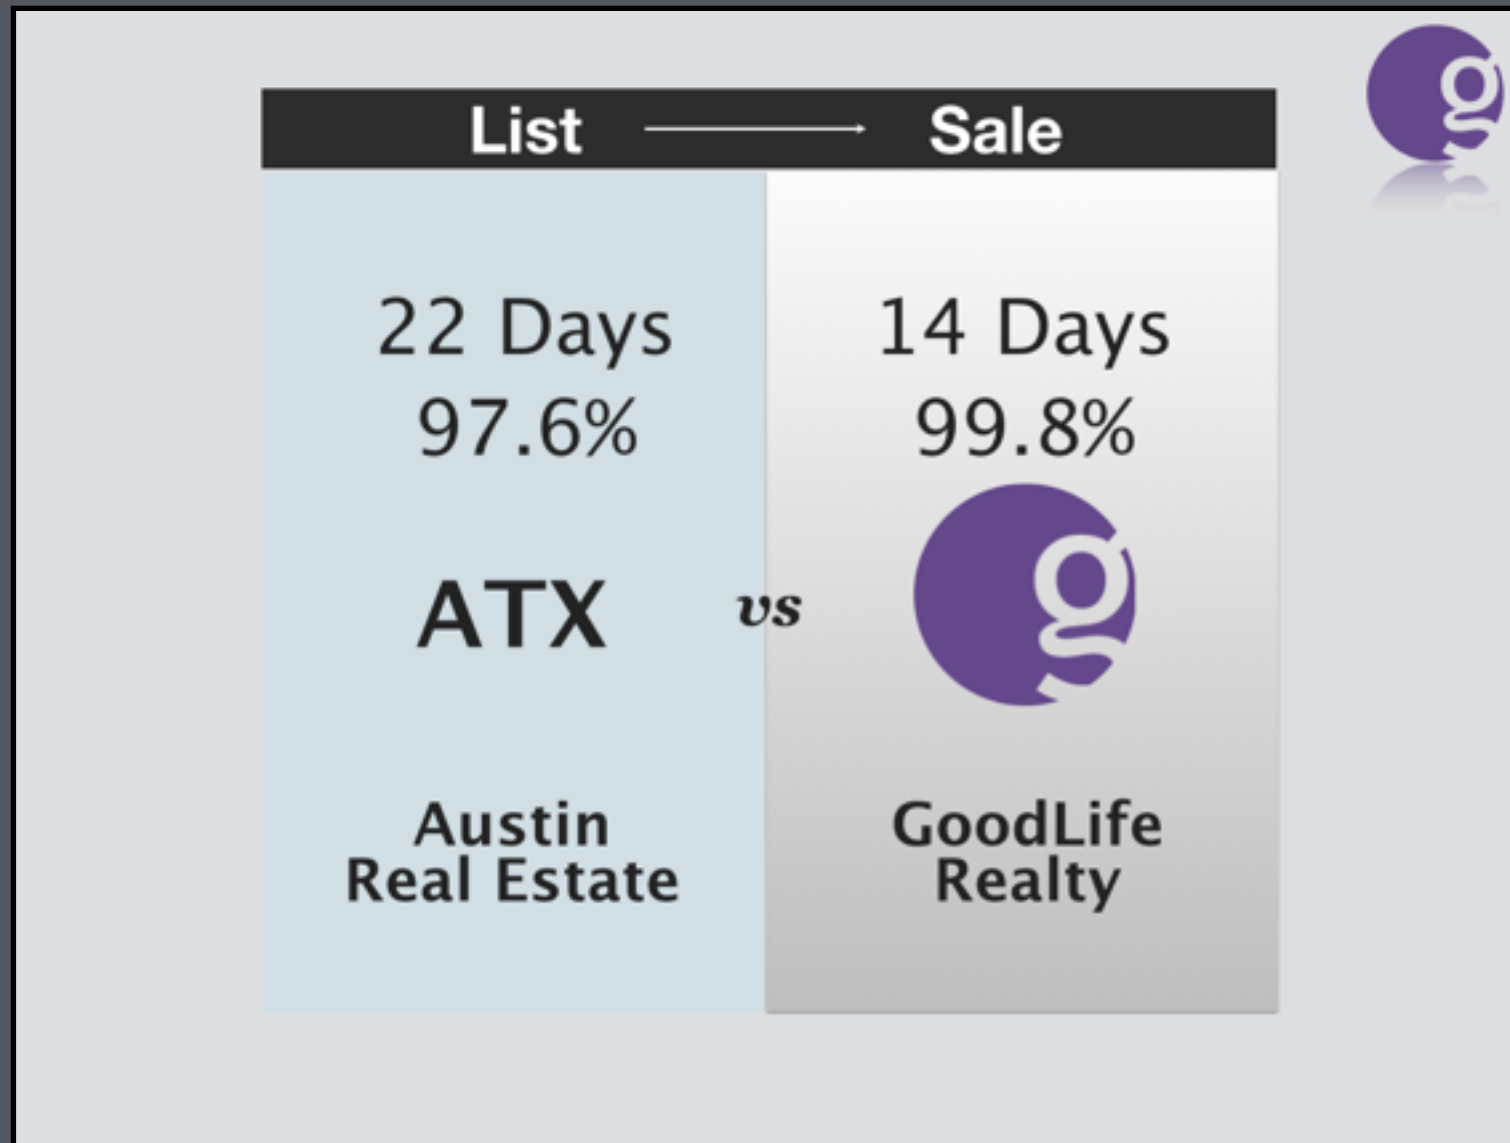 g
List Sale
22 Days
97.6%
14 Days
99.8%
ATX
vs
g
Austin
Real Estate
GoodLife
Realty